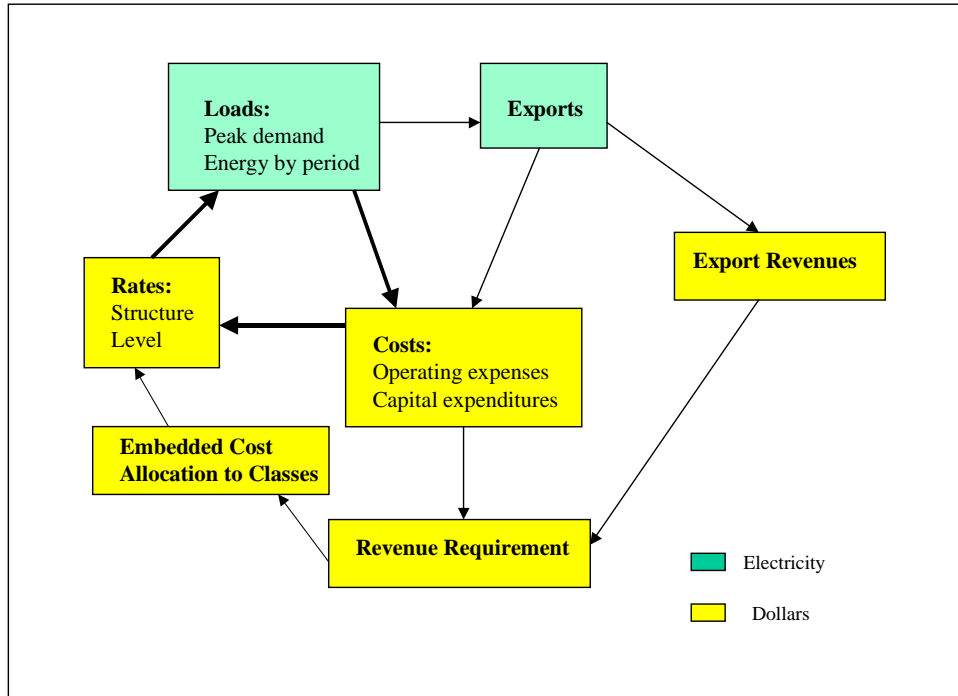 Loads:
Peak demand
Energy by period
Exports
Export Revenues
Rates:
Structure
Level
Costs:
Operating expenses
Capital expenditures
Embedded Cost
Allocation to Classes
Revenue Requirement
Electricity
Dollars